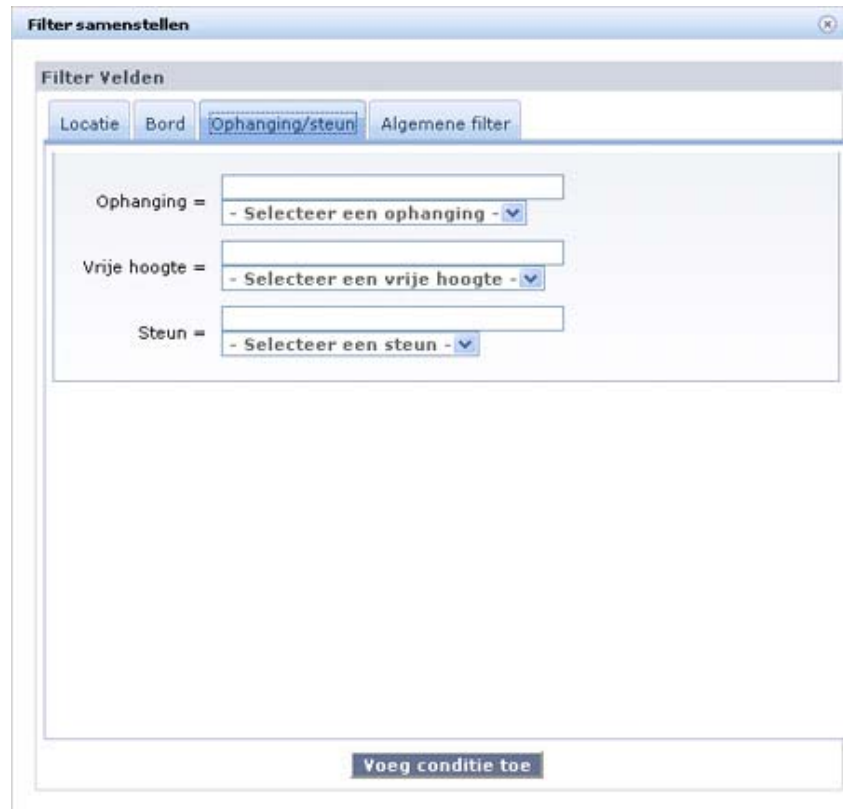 Filter samenstellen
Filter Velden
Locatie Bord Ophanging/steun Algemene filter
Ophanging =
- Selecteer een ophanging -
Vrije hoogte =
- Selecteer een vrije hoogte -
Steun =
- Selecteer een steun -
Voeg conditie toe